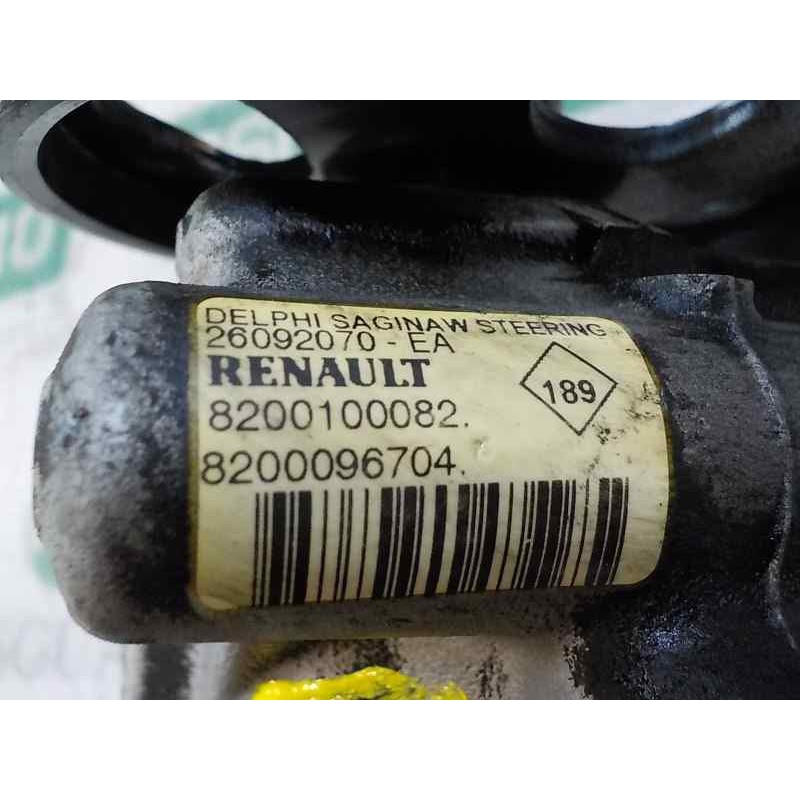 DELPHI SAGINAW STEERING
26092070 - EA
RENAULT
189
8200100082.
8200096704.